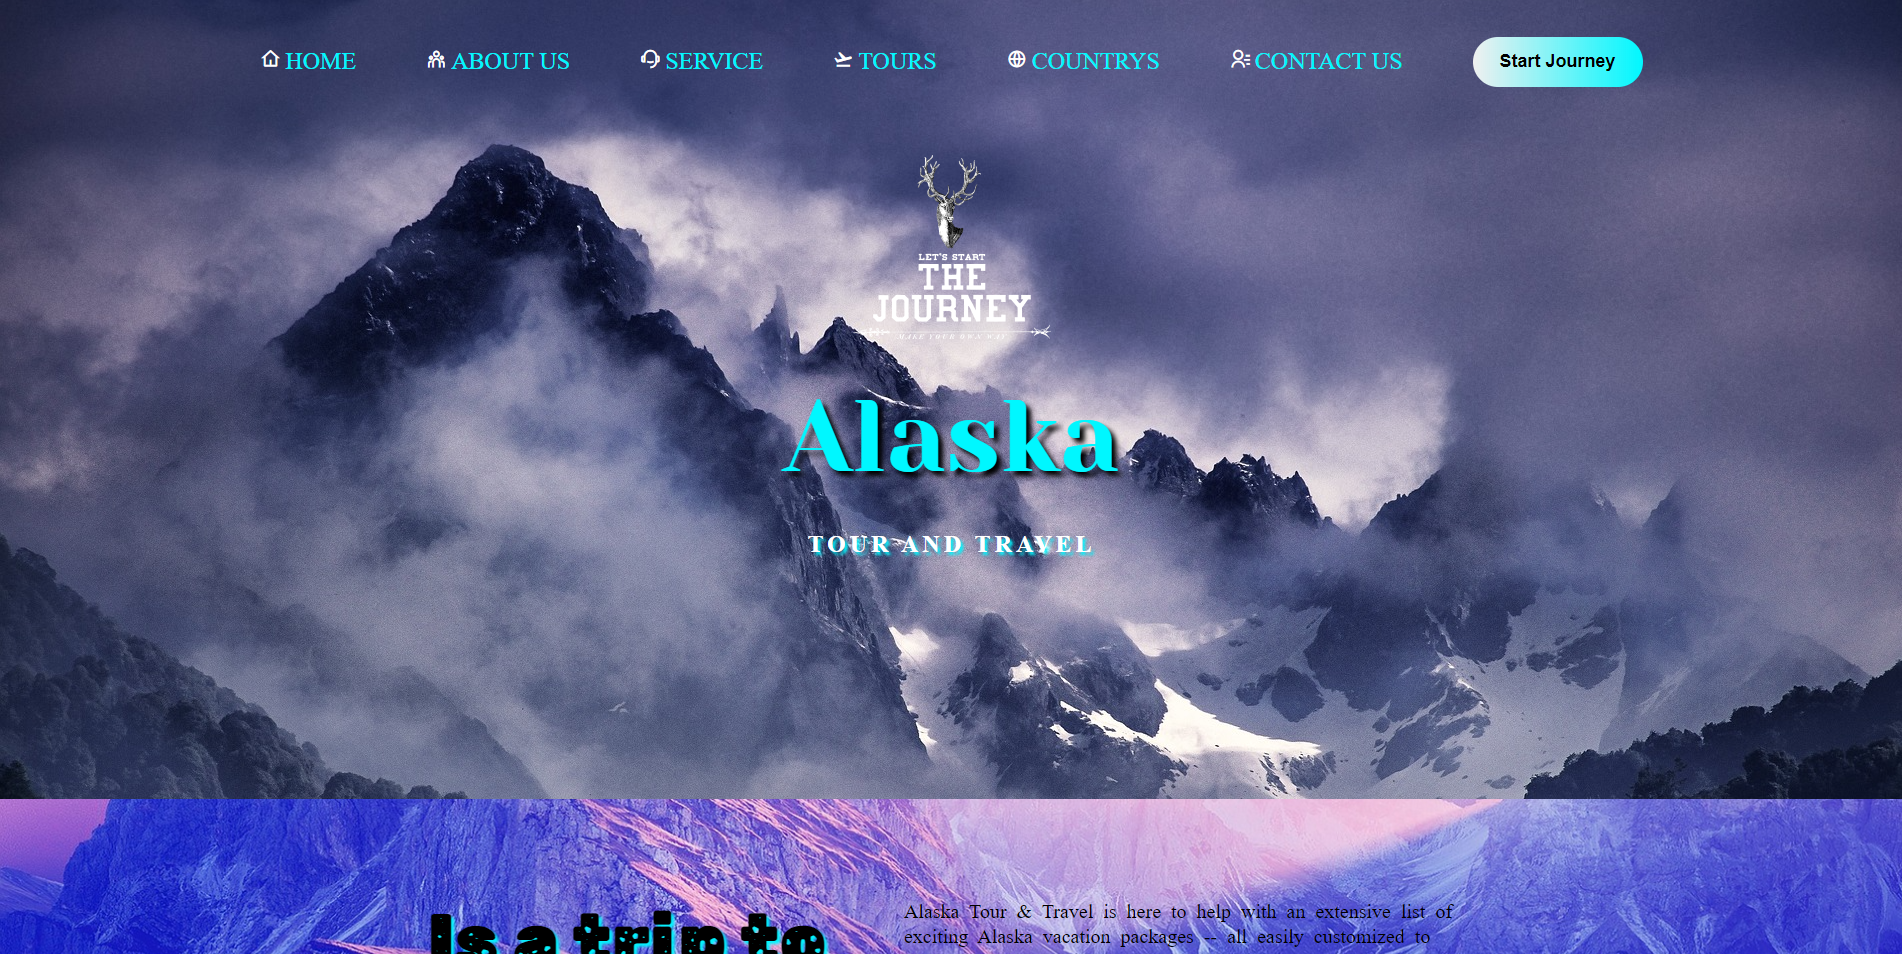 HOME ABOUT US SERVICE TOURS COUNTRYS CONTACT US Start Journey
LET'S START
THE
JOURNEY
MAKE YOUR OWN WAY
Alaska
TOUR AND TRAVEL
Is a trip to
Alaska Tour & Travel is here to help with an extensive list of
exciting Alaska vacation packages -- all easily customized to